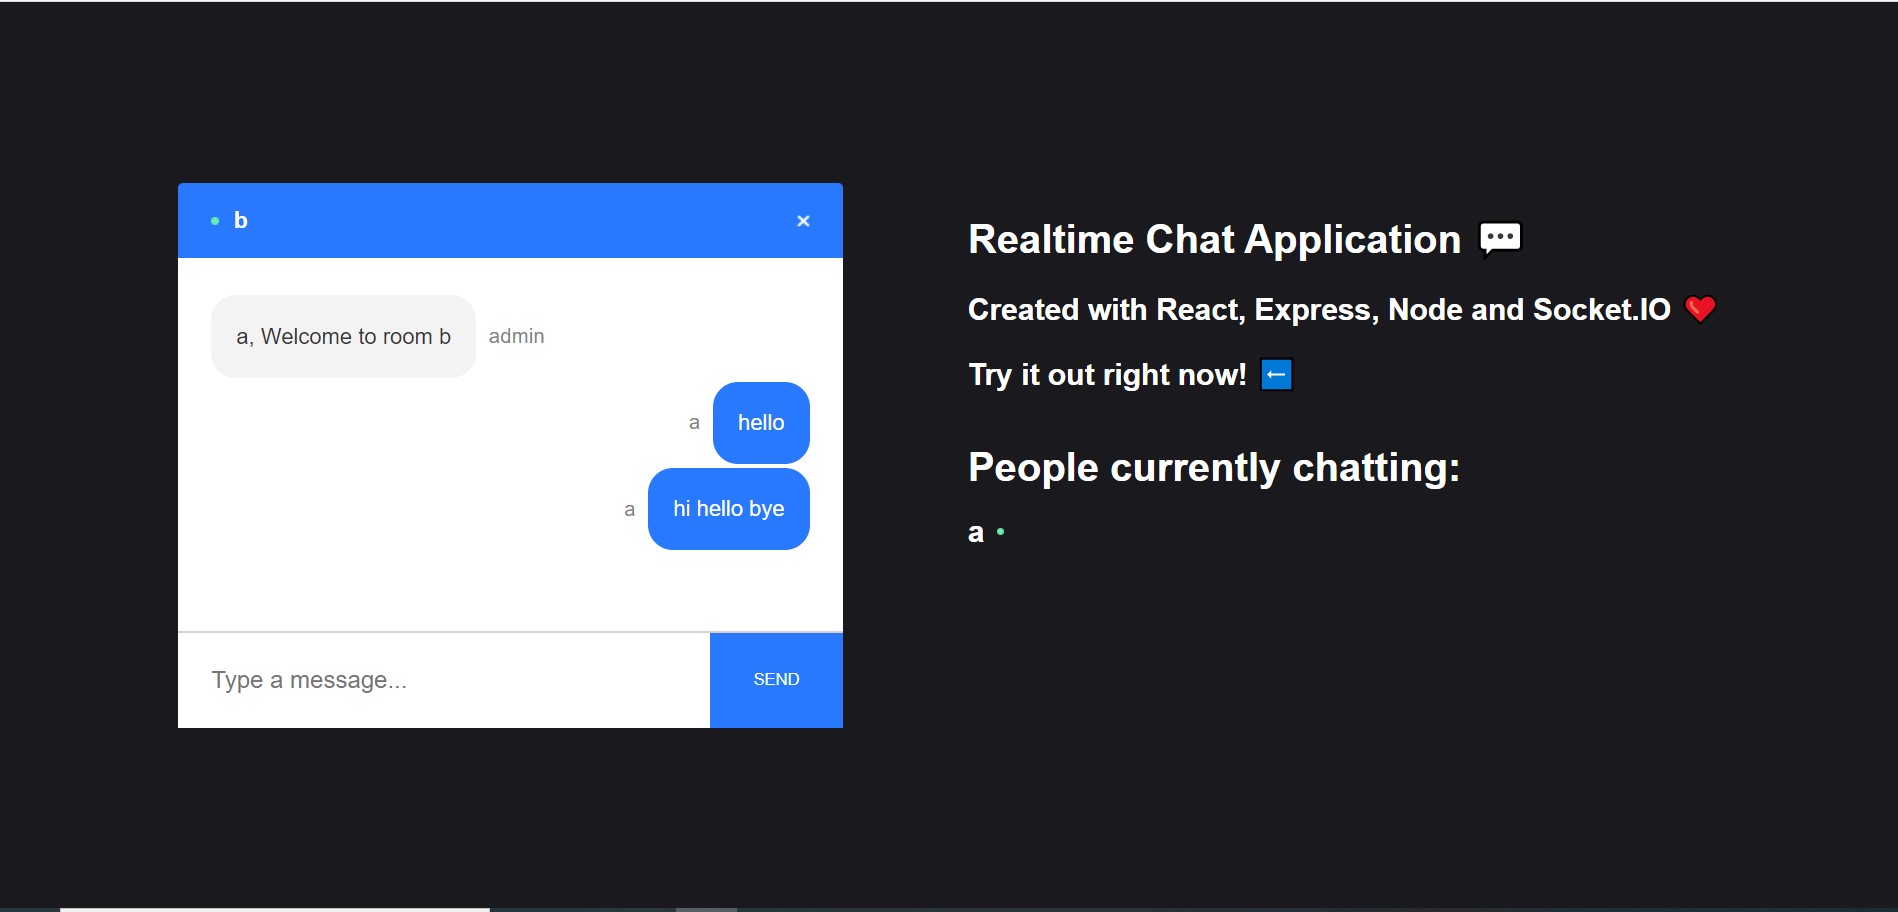 b
×
a, Welcome to room b
admin
a
hello
a
hi hello bye
Type a message...
SEND
Realtime Chat Application 💬
Created with React, Express, Node and Socket.IO ❤️
Try it out right now! ⬅️
People currently chatting:
a